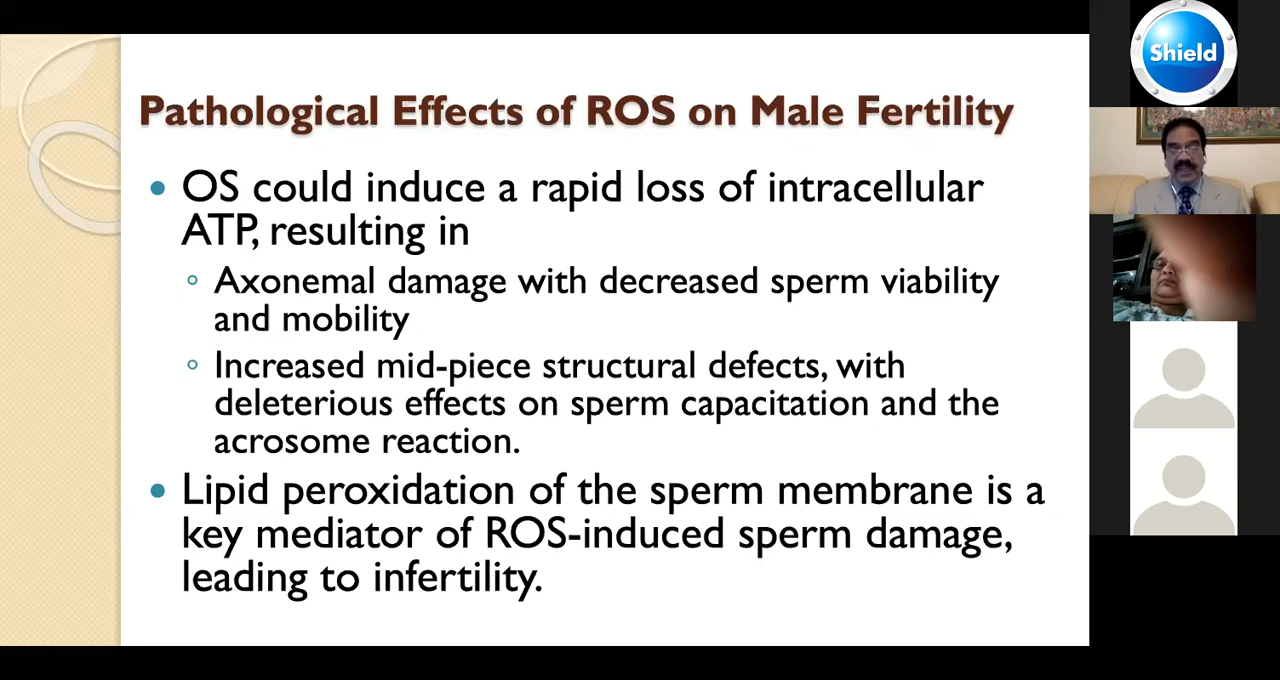 Pathological Effects of ROS on Male Fertility
• OS could induce a rapid loss of intracellular
ATP, resulting in
◦ Axonemal damage with decreased sperm viability
and mobility
◦ Increased mid-piece structural defects, with
deleterious effects on sperm capacitation and the
acrosome reaction.
• Lipid peroxidation of the sperm membrane is a
key mediator of ROS-induced sperm damage,
leading to infertility.
Shield